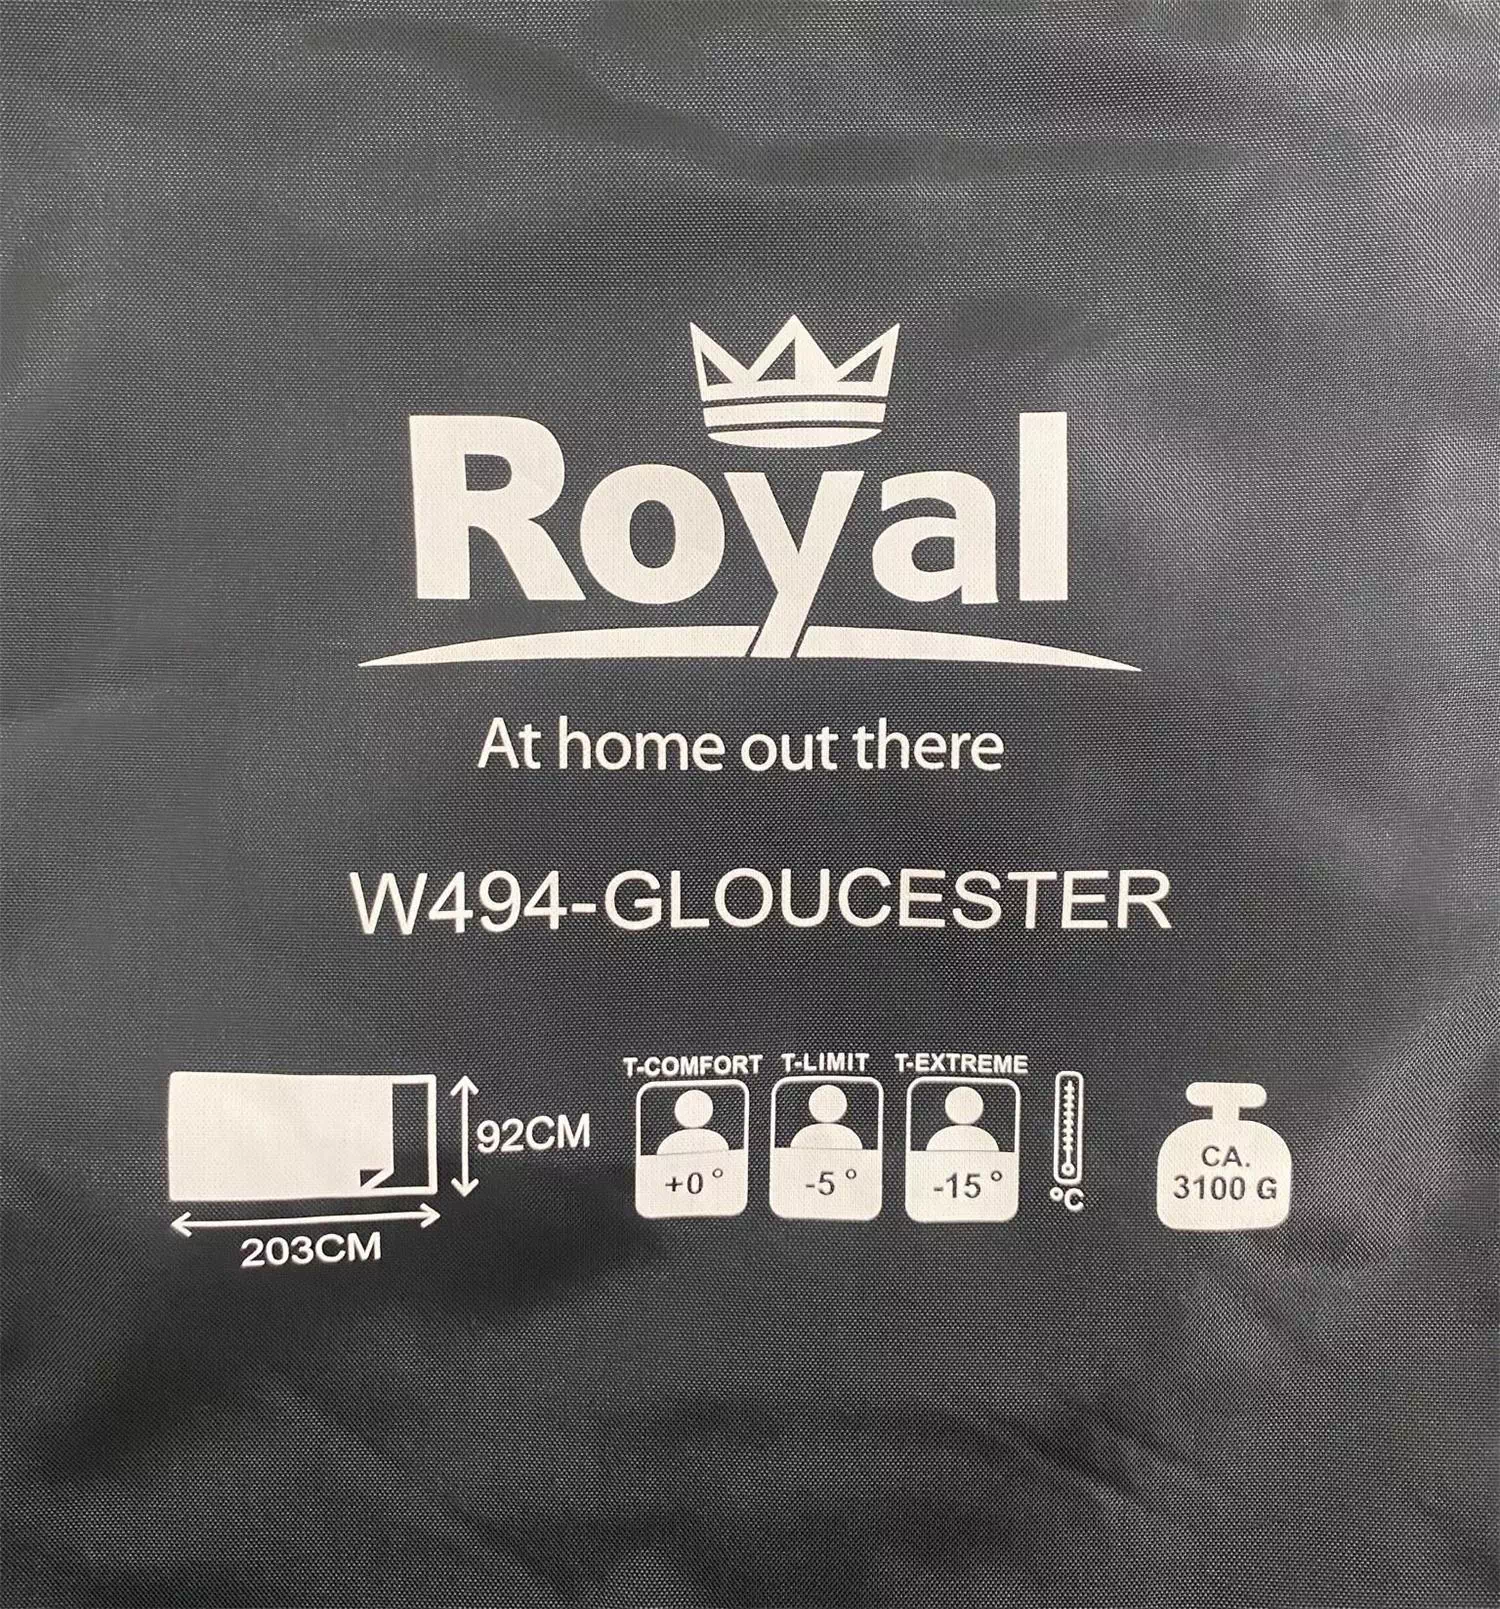 Royal
At home out there
W494-GLOUCESTER
92CM
203CM
T-COMFORT T-LIMIT T-EXTREME
+0° -5° -15°
°C
CA.
3100 G